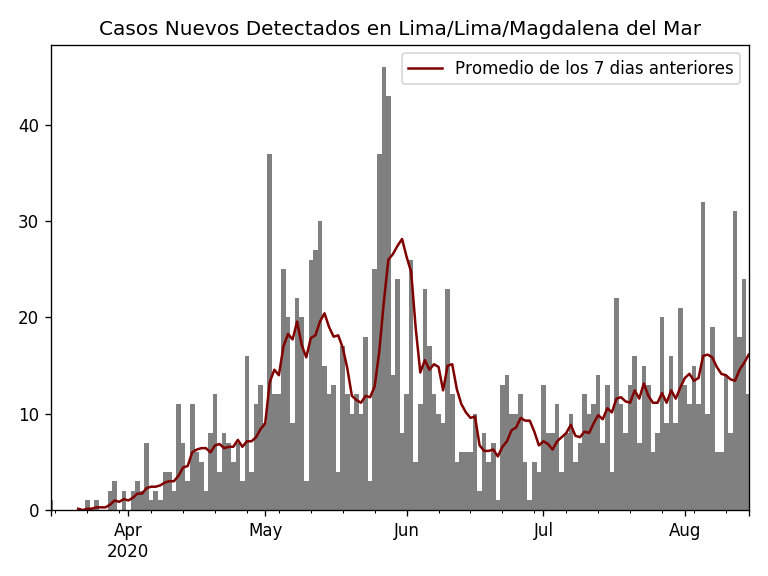 Casos Nuevos Detectados en Lima/Lima/Magdalena del Mar
Promedio de los 7 dias anteriores
40
30
20
10
0
Apr May Jun Jul Aug
2020